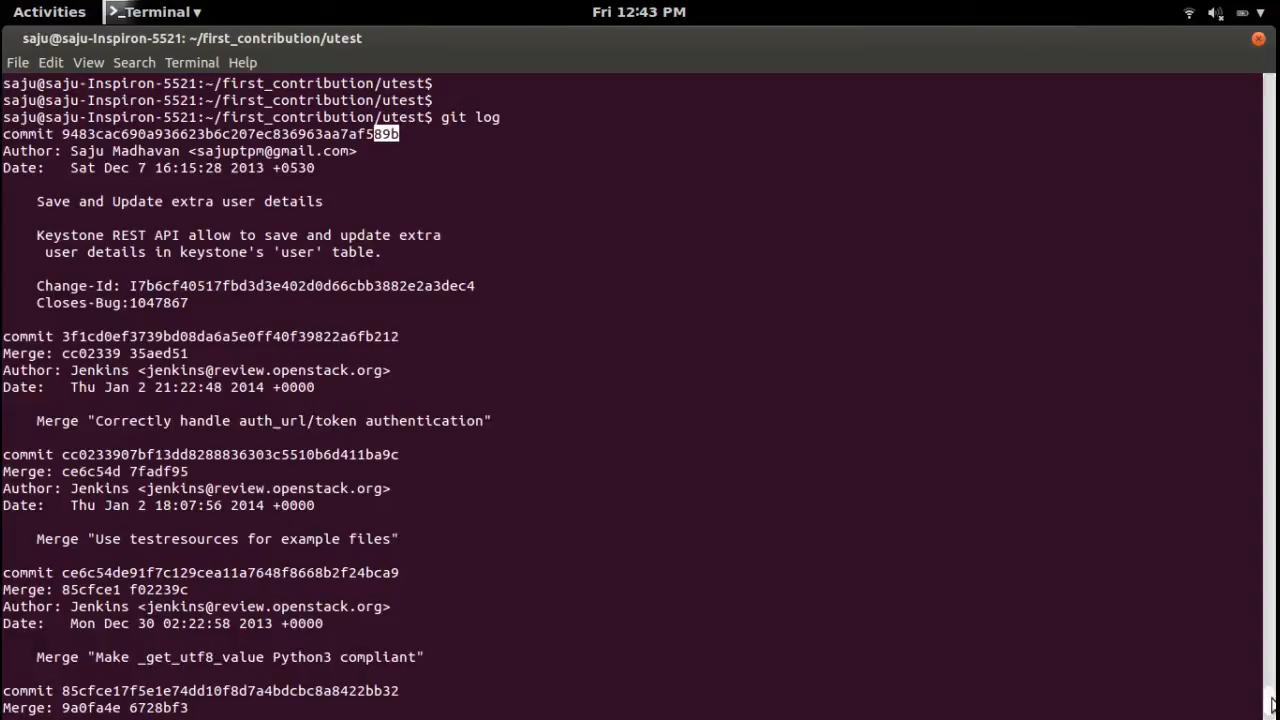 Activities
Terminal
Fri 12:43 PM
saju@saju-Inspiron-5521: ~/first_contribution/utest
File Edit View Search Terminal Help
saju@saju-Inspiron-5521:~/first_contribution/utest$
saju@saju-Inspiron-5521:~/first_contribution/utest$
saju@saju-Inspiron-5521:~/first_contribution/utest$ git log
commit 9483cac690a936623b6c207ec836963aa7af589b
Author: Saju Madhavan <sajuptpm@gmail.com>
Date:   Sat Dec 7 16:15:28 2013 +0530
Save and Update extra user details
Keystone REST API allow to save and update extra
user details in keystone's 'user' table.
Change-Id: I7b6cf40517fbd3d3e402d0d66cbb3882e2a3dec4
Closes-Bug:1047867
commit 3f1cd0ef3739bd08da6a5e0ff40f39822a6fb212
Merge: cc02339 35aed51
Author: Jenkins <jenkins@review.openstack.org>
Date:   Thu Jan 2 21:22:48 2014 +0000
Merge "Correctly handle auth_url/token authentication"
commit cc0233907bf13dd8288836303c5510b6d411ba9c
Merge: ce6c54d 7fadf95
Author: Jenkins <jenkins@review.openstack.org>
Date:   Thu Jan 2 18:07:56 2014 +0000
Merge "Use testresources for example files"
commit ce6c54de91f7c129cea11a7648f8668b2f24bca9
Merge: 85cfce1 f02239c
Author: Jenkins <jenkins@review.openstack.org>
Date:   Mon Dec 30 02:22:58 2013 +0000
Merge "Make _get_utf8_value Python3 compliant"
commit 85cfce17f5e1e74dd10f8d7a4bdcbc8a8422bb32
Merge: 9a0fa4e 6728bf3